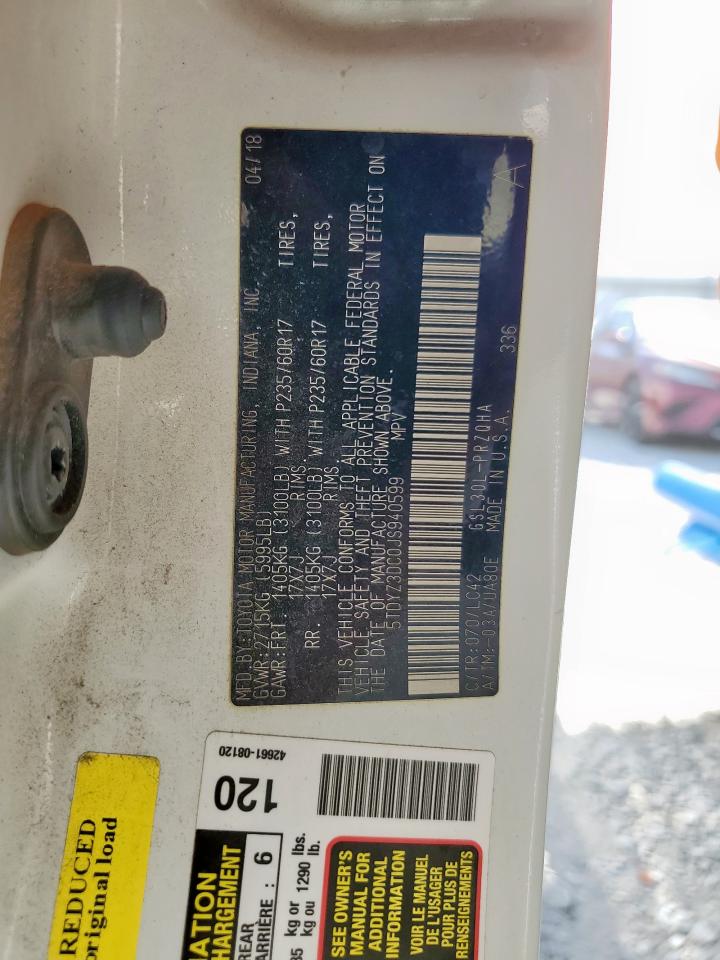 MFD BY:TOYOTA MOTOR MANUFACTURING, INDIANA, INC. 04/18
GVWR:2715KG (5995LB)
GAWR:FRT. 1405KG (3100LB) WITH P235/60R17 TIRES,
17X7J RIMS.
RR. 1405KG (3100LB) WITH P235/60R17 TIRES,
17X7J RIMS.
THIS VEHICLE CONFORMS TO ALL APPLICABLE FEDERAL MOTOR
VEHICLE SAFETY AND THEFT PREVENTION STANDARDS IN EFFECT ON
THE DATE OF MANUFACTURE SHOWN ABOVE.
5TDYZ3DC0JS940599 MPV
C/TR:070/LC42 GSL30L-PRZQHA
A/TM:-03A/UA80E MADE IN U.S.A. 336
A
REDUCED
original load
42661-08120
120
ARGEMENT
REAR
ARRIÈRE : 6
kg or 1290 lbs.
kg ou lb.
SEE OWNER'S
MANUAL FOR
ADDITIONAL
INFORMATION
VOIR LE MANUEL
DE L'USAGER
POUR PLUS DE
RENSEIGNEMENTS